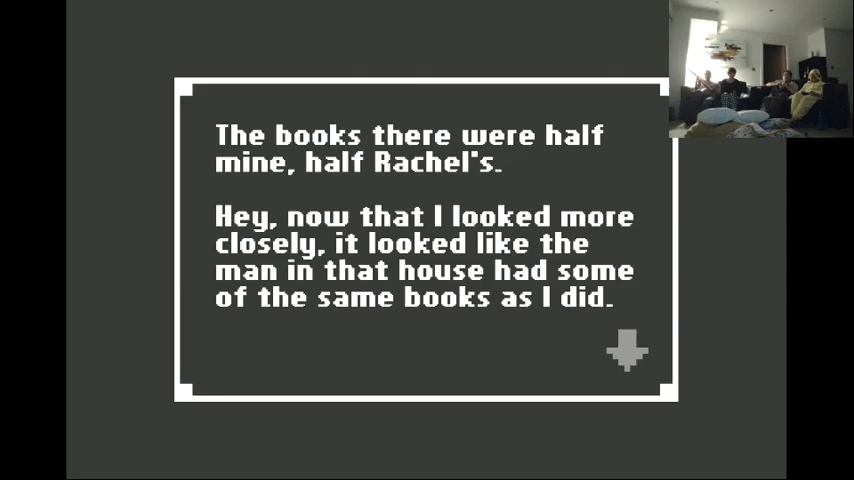 The books there were half
mine, half Rachel's.
Hey, now that I looked more
closely, it looked like the
man in that house had some
of the same books as I did.